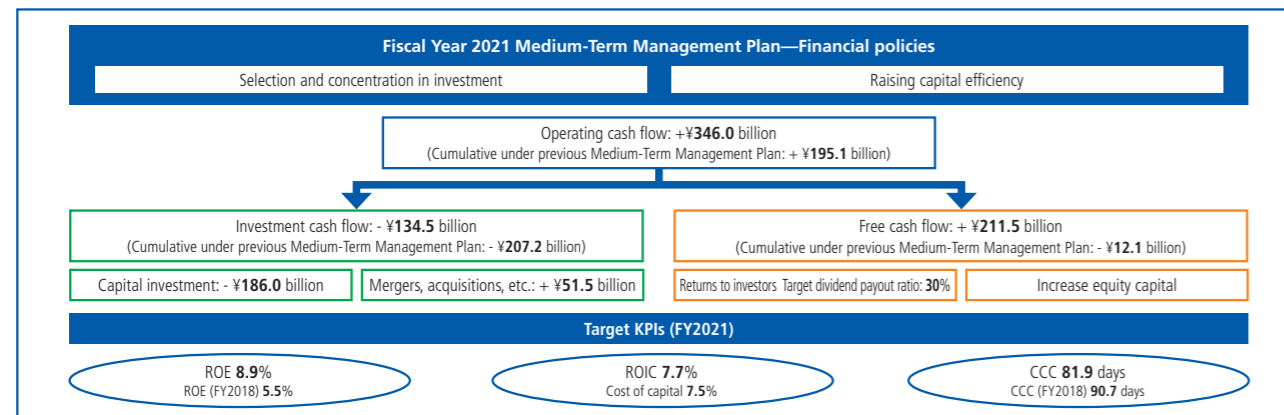 Fiscal Year 2021 Medium-Term Management Plan—Financial policies
Selection and concentration in investment
Raising capital efficiency
Operating cash flow: +¥346.0 billion
(Cumulative under previous Medium-Term Management Plan: + ¥195.1 billion)
Investment cash flow: - ¥134.5 billion
(Cumulative under previous Medium-Term Management Plan: - ¥207.2 billion)
Free cash flow: + ¥211.5 billion
(Cumulative under previous Medium-Term Management Plan: - ¥12.1 billion)
Capital investment: - ¥186.0 billion
Mergers, acquisitions, etc.: + ¥51.5 billion
Returns to investors Target dividend payout ratio: 30%
Increase equity capital
Target KPIs (FY2021)
ROE 8.9%
ROE (FY2018) 5.5%
ROIC 7.7%
Cost of capital 7.5%
CCC 81.9 days
CCC (FY2018) 90.7 days